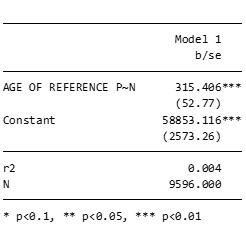 Model 1
b/se
AGE OF REFERENCE P~N 315.406***
(52.77)
Constant 58853.116***
(2573.26)
r2 0.004
N 9596.000
* p<0.1, ** p<0.05, *** p<0.01